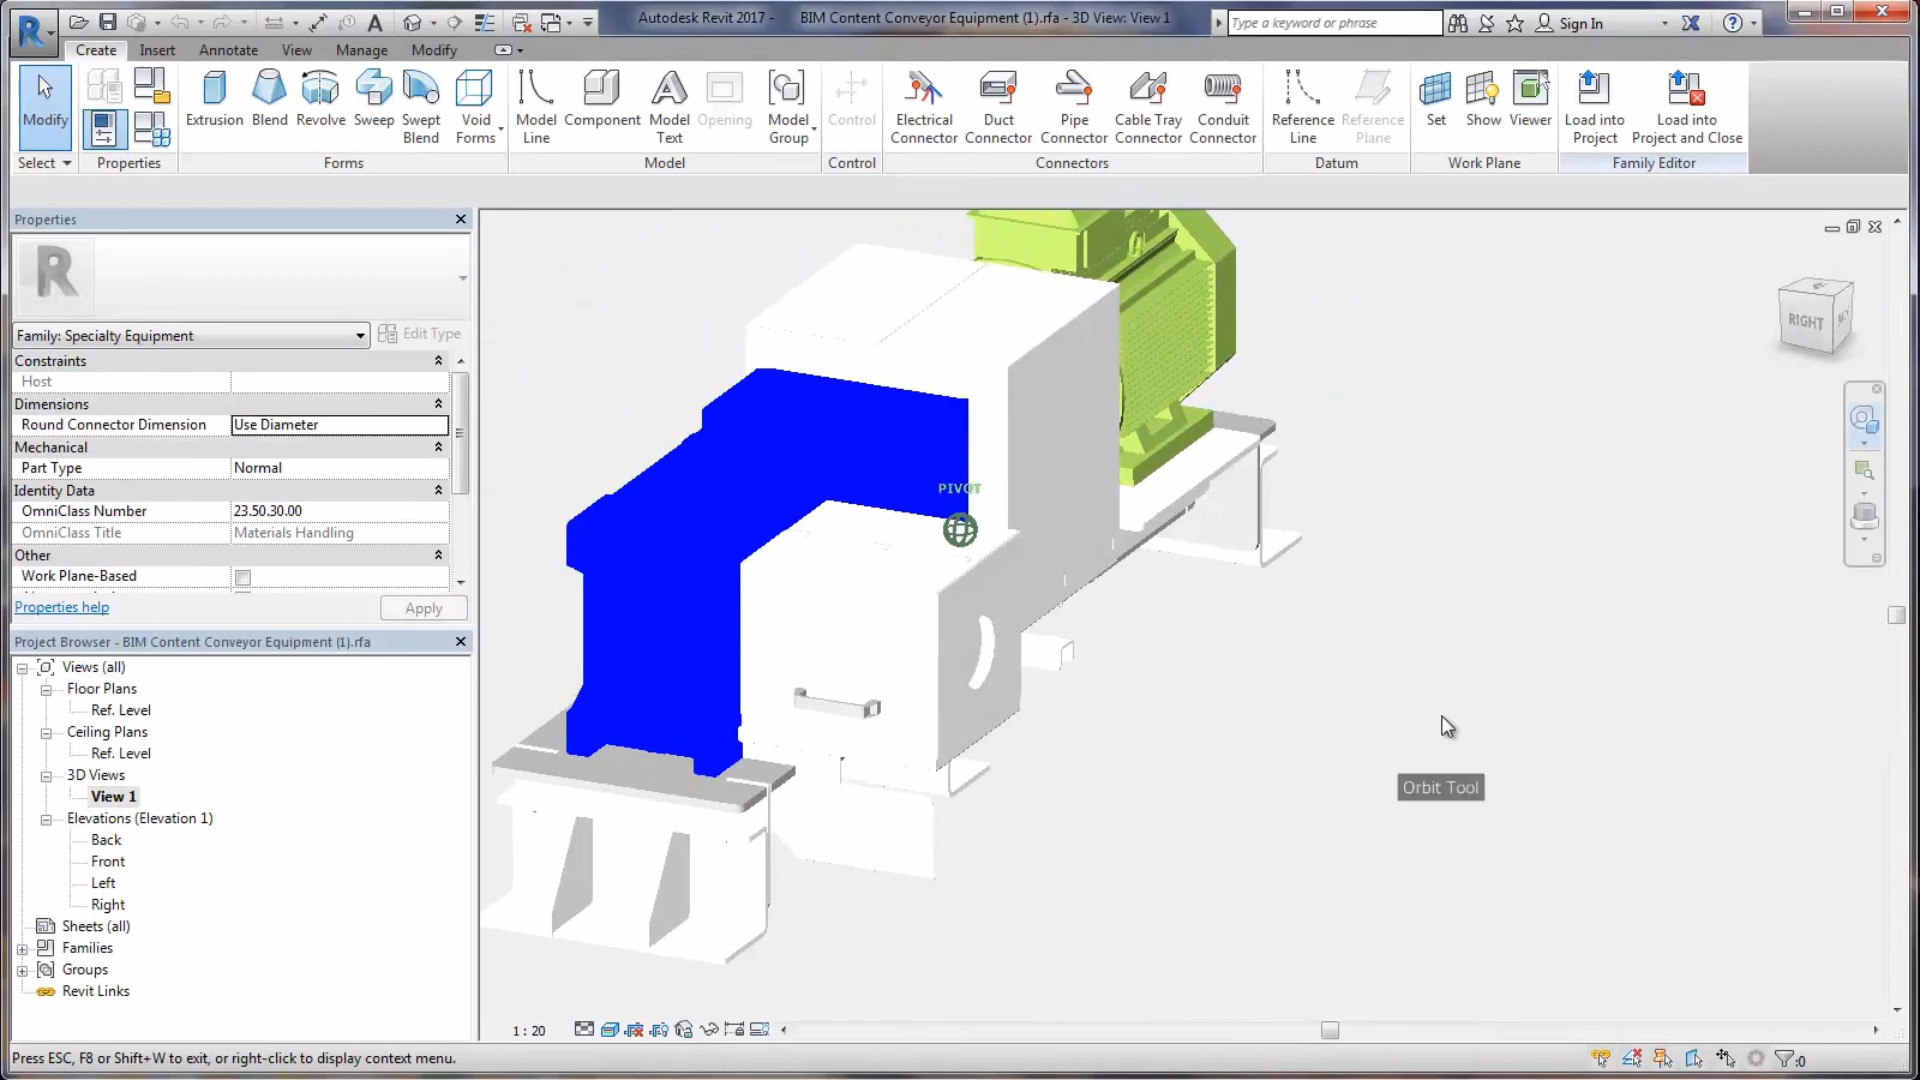 Autodesk Revit 2017 - BIM Content Conveyor Equipment (1).rfa - 3D View: View 1
Type a keyword or phrase
Sign In
Create Insert Annotate View Manage Modify
Modify
Extrusion
Blend
Revolve
Sweep
Swept
Blend
Void
Forms
Model
Line
Component
Model
Text
Opening
Model
Group
Control
Electrical
Connector
Duct
Connector
Pipe
Connector
Cable Tray
Connector
Conduit
Connector
Reference
Line
Reference
Plane
Set
Show
Viewer
Load into
Project
Load into
Project and Close
Select
Properties
Forms
Model
Control
Connectors
Datum
Work Plane
Family Editor
Properties
R
Family: Specialty Equipment
Edit Type
Constraints
Host
Dimensions
Round Connector Dimension Use Diameter
Mechanical
Part Type Normal
Identity Data
OmniClass Number 23.50.30.00
OmniClass Title Materials Handling
Other
Work Plane-Based
Properties help
Apply
Project Browser - BIM Content Conveyor Equipment (1).rfa
Views (all)
Floor Plans
Ref. Level
Ceiling Plans
Ref. Level
3D Views
View 1
Elevations (Elevation 1)
Back
Front
Left
Right
Sheets (all)
Families
Groups
Revit Links
PIVOT
RIGHT
Orbit Tool
1 : 20
Press ESC, F8 or Shift+W to exit, or right-click to display context menu.
:0